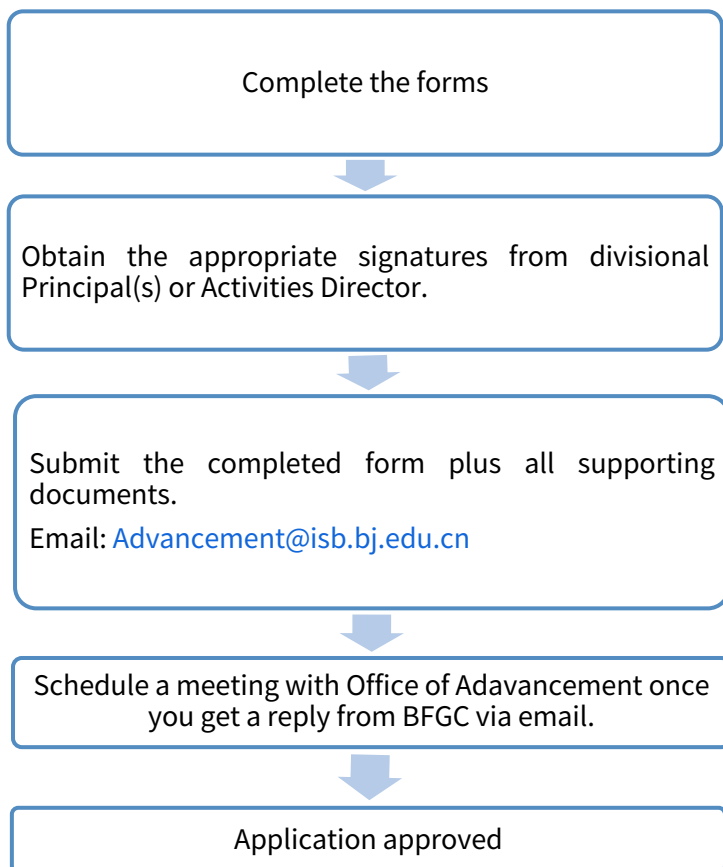 Complete the forms
Obtain the appropriate signatures from divisional
Principal(s) or Activities Director.
Submit the completed form plus all supporting
documents.
Email: Advancement@isb.bj.edu.cn
Schedule a meeting with Office of Adavancement once
you get a reply from BFGC via email.
Application approved